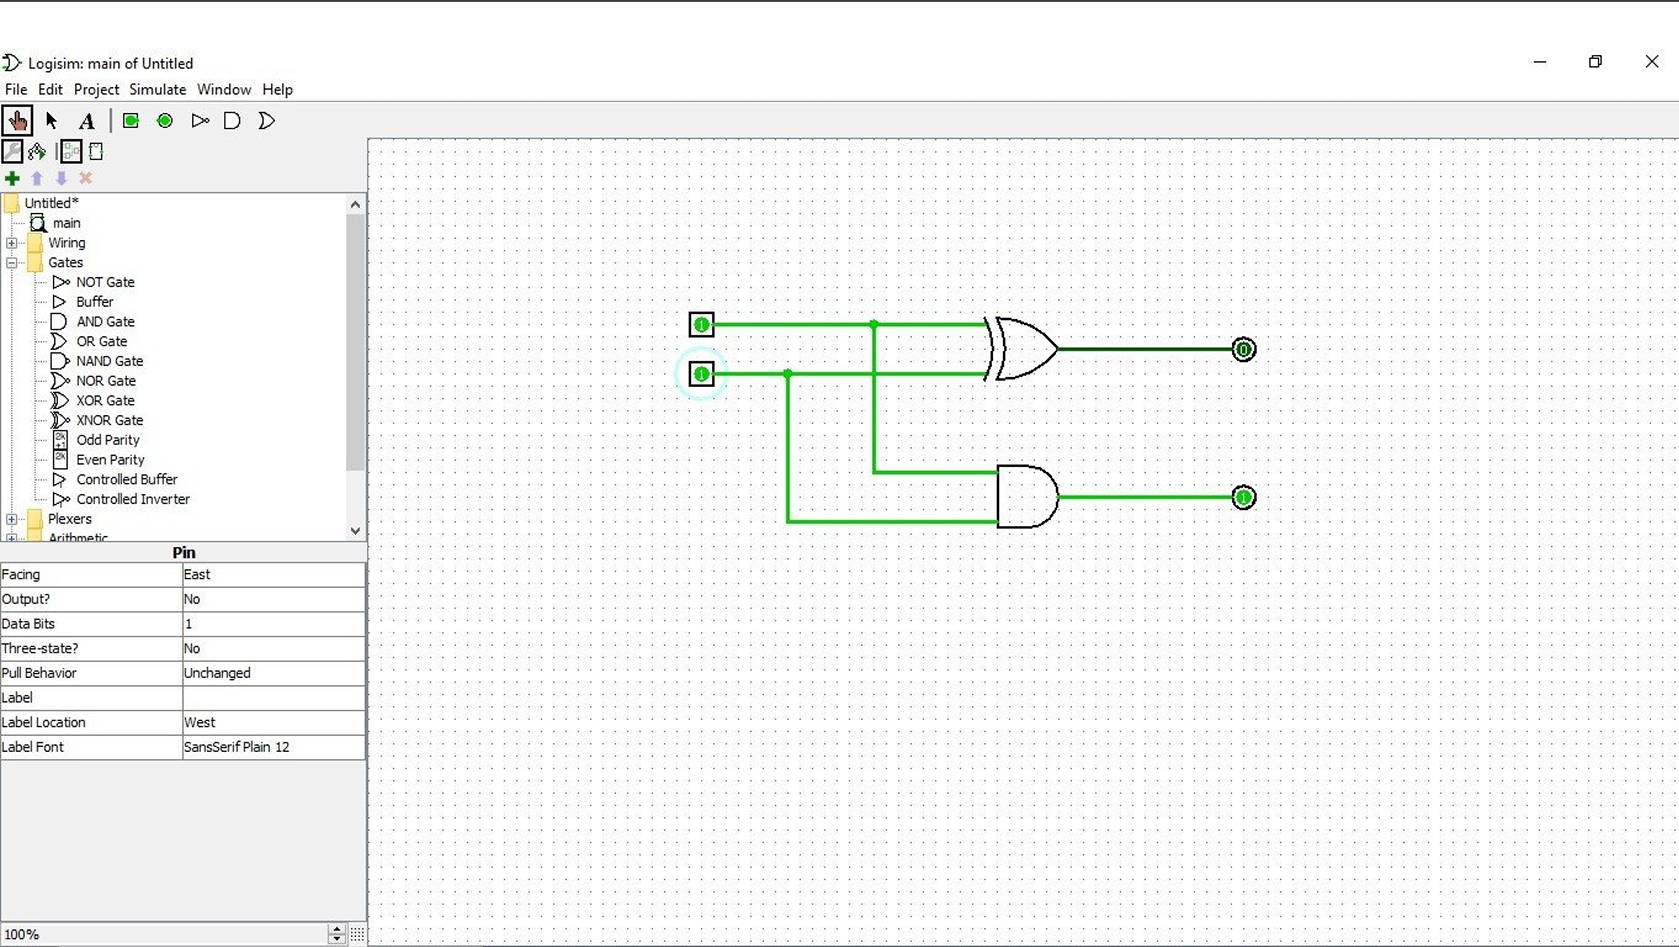 Logisim: main of Untitled
File Edit Project Simulate Window Help
A
Untitled*
main
Wiring
Gates
NOT Gate
Buffer
AND Gate
OR Gate
NAND Gate
NOR Gate
XOR Gate
XNOR Gate
2k+1 Odd Parity
2k Even Parity
Controlled Buffer
Controlled Inverter
Plexers
Arithmetic
Pin
Facing East
Output? No
Data Bits 1
Three-state? No
Pull Behavior Unchanged
Label
Label Location West
Label Font SansSerif Plain 12
100%
1
1
0
1